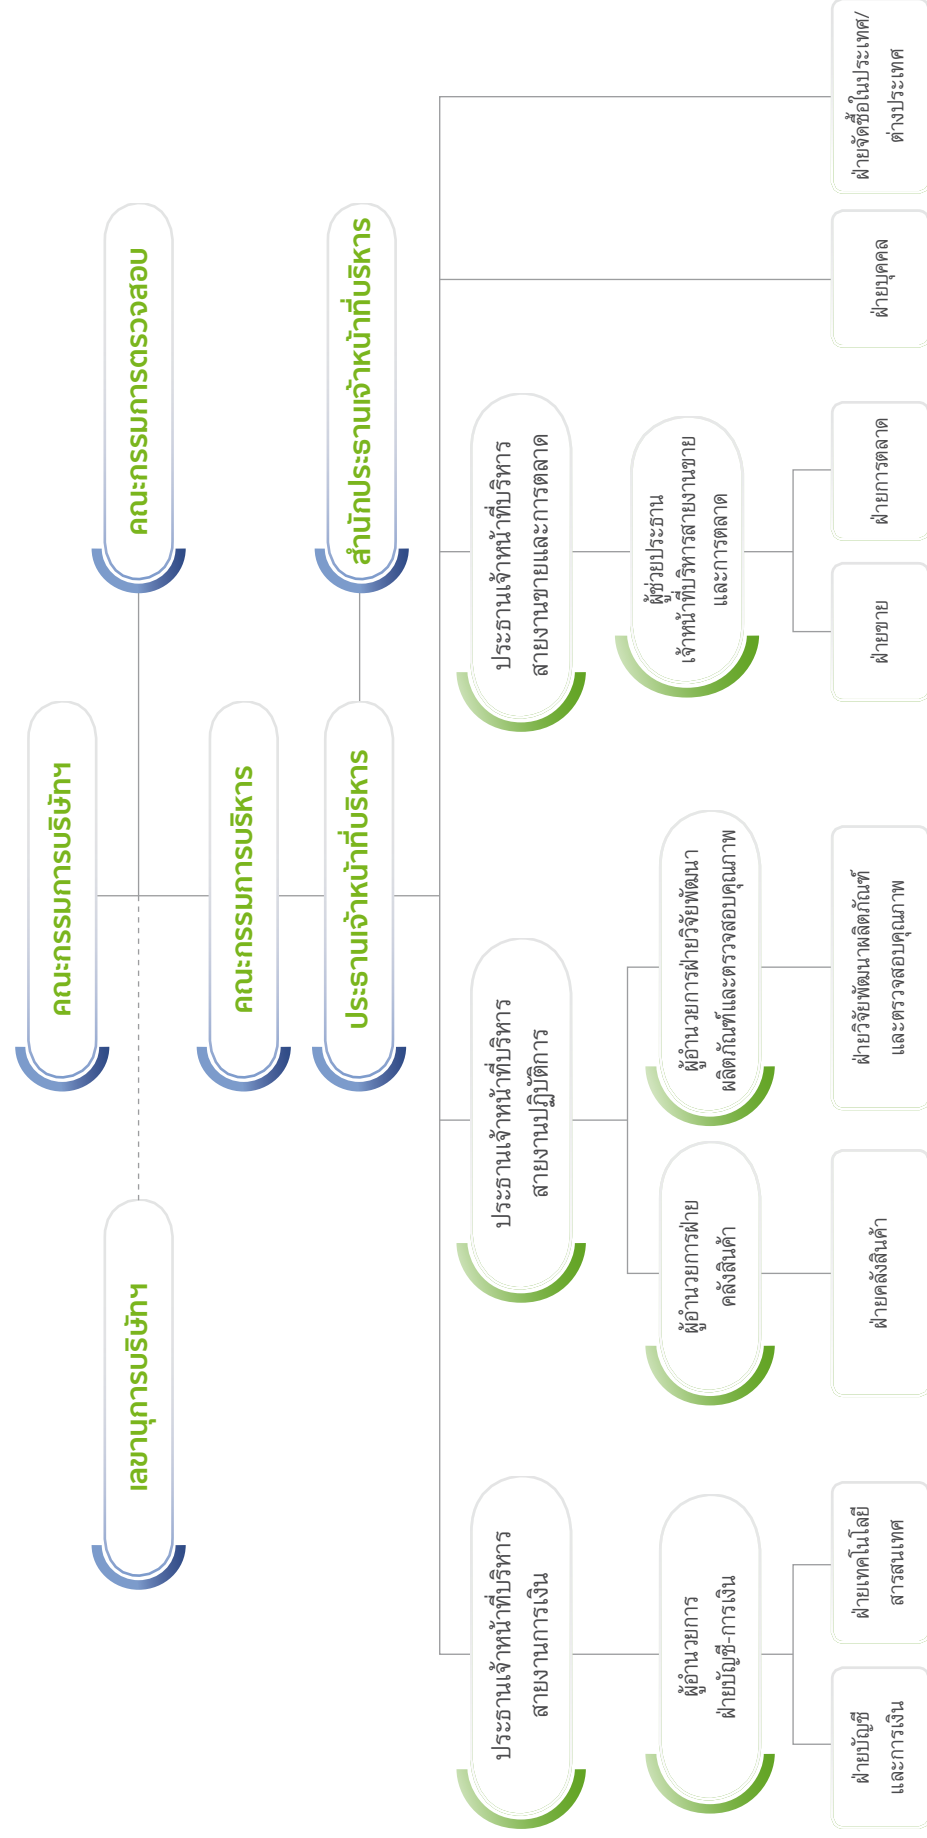 คณะกรรมการบริษัทฯ
เลขานุการบริษัทฯ
คณะกรรมการตรวจสอบ
คณะกรรมการบริหาร
ประธานเจ้าหน้าที่บริหาร
สำนักประธานเจ้าหน้าที่บริหาร
ประธานเจ้าหน้าที่บริหาร
สายงานการเงิน
ประธานเจ้าหน้าที่บริหาร
สายงานปฏิบัติการ
ประธานเจ้าหน้าที่บริหาร
สายงานขายและการตลาด
ผู้อำนวยการ
ฝ่ายบัญชี-การเงิน
ผู้อำนวยการฝ่าย
คลังสินค้า
ผู้อำนวยการฝ่ายวิจัยพัฒนา
ผลิตภัณฑ์และตรวจสอบคุณภาพ
ผู้ช่วยประธาน
เจ้าหน้าที่บริหารสายงานขาย
และการตลาด
ฝ่ายบัญชี
และการเงิน
ฝ่ายเทคโนโลยี
สารสนเทศ
ฝ่ายคลังสินค้า
ฝ่ายวิจัยพัฒนาผลิตภัณฑ์
และตรวจสอบคุณภาพ
ฝ่ายขาย
ฝ่ายการตลาด
ฝ่ายบุคคล
ฝ่ายจัดซื้อในประเทศ/
ต่างประเทศ